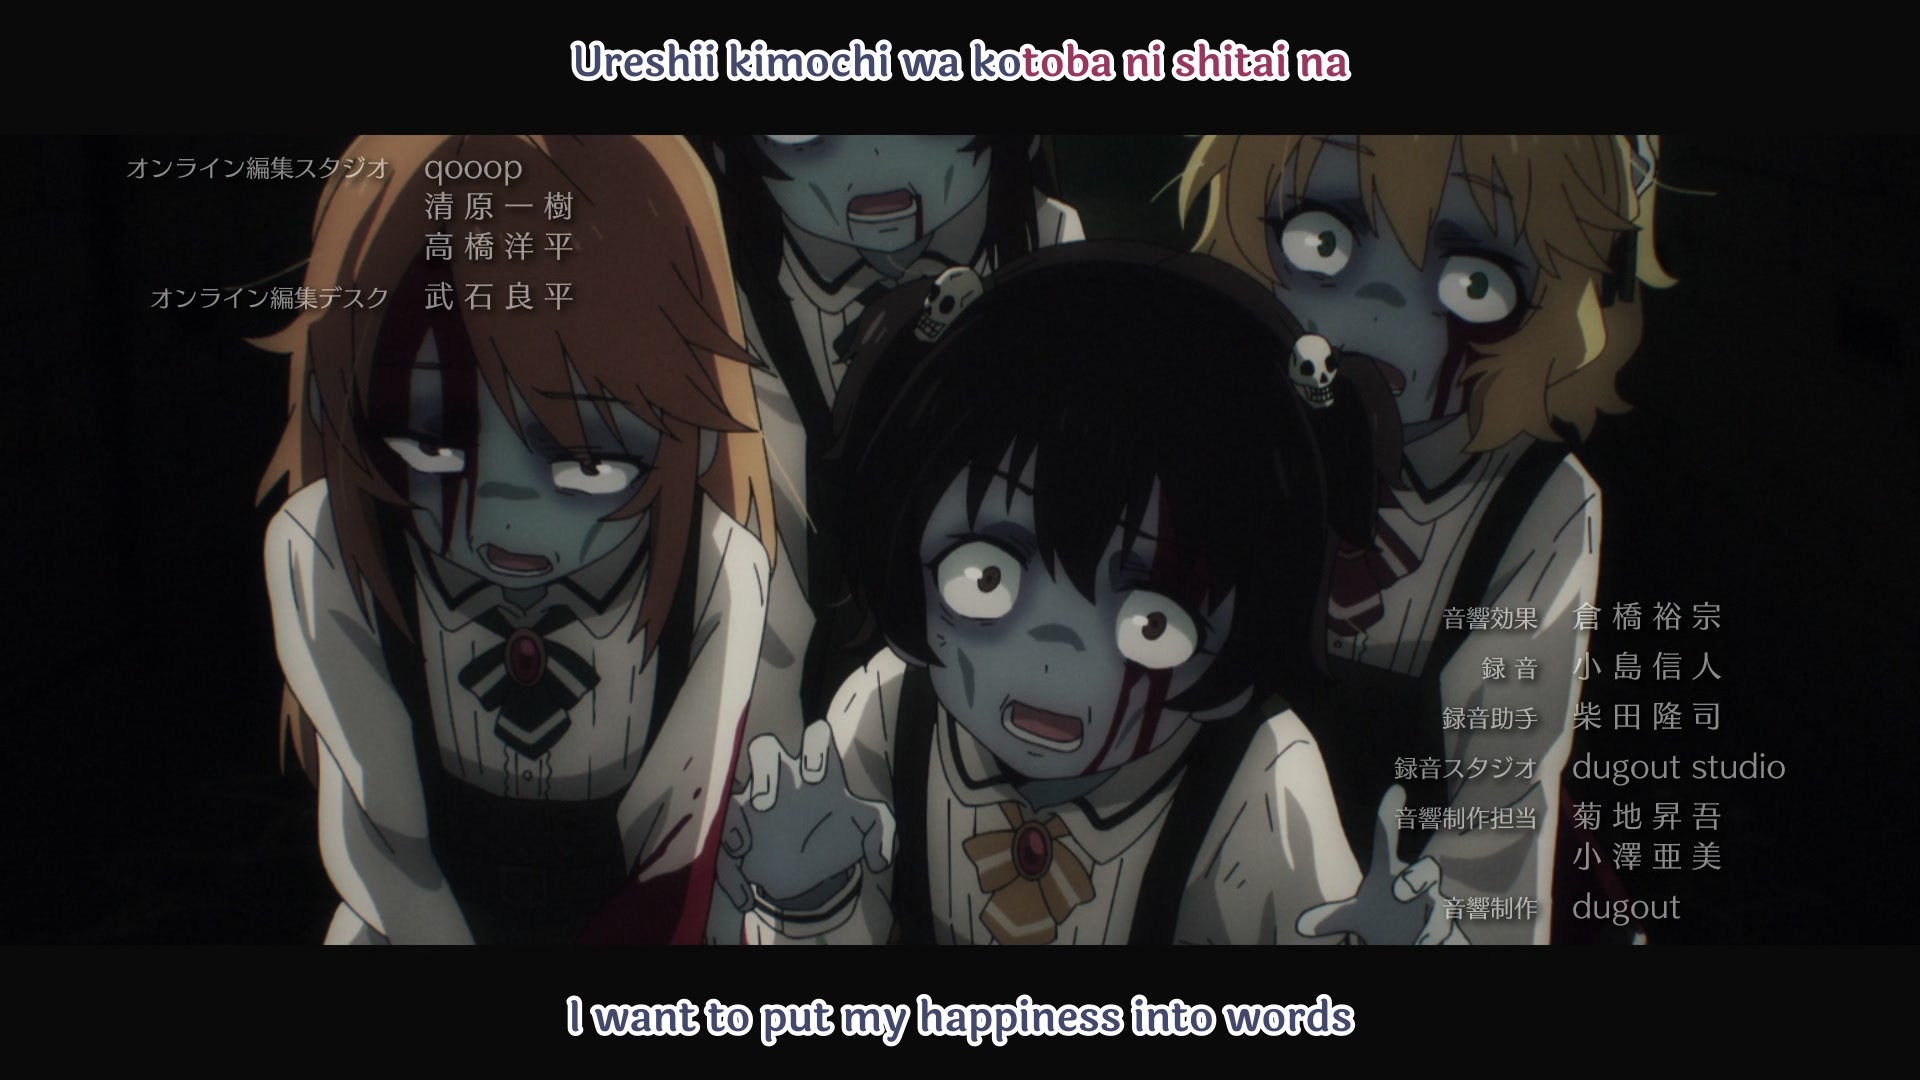 Ureshii kimochi wa kotoba ni shitai na
オンライン編集スタジオ qooop
清原一樹
高橋洋平
オンライン編集デスク 武石良平
音響効果 倉橋裕宗
録音 小島信人
録音助手 柴田隆司
録音スタジオ dugout studio
音響制作担当 菊地昇吾
小澤亜美
音響制作 dugout
I want to put my happiness into words